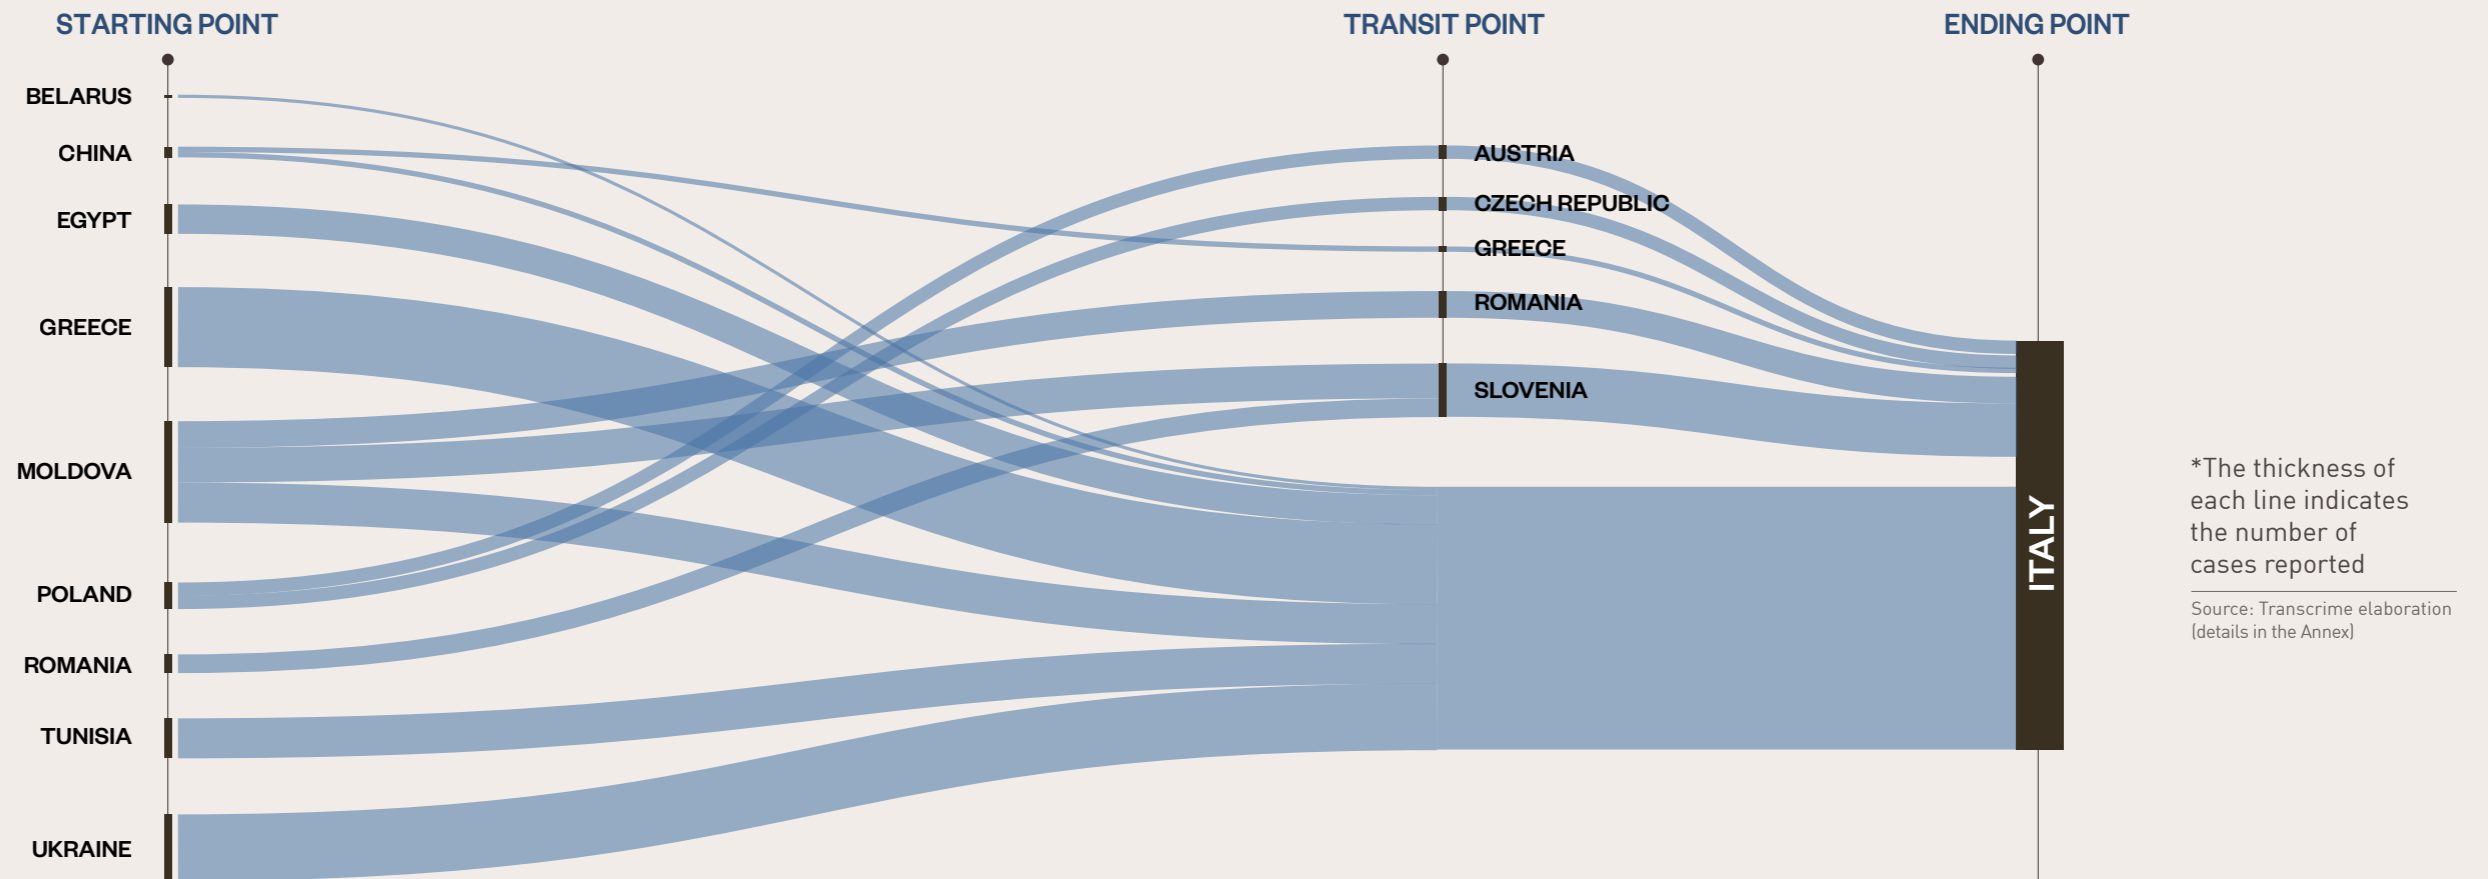 STARTING POINT
TRANSIT POINT
ENDING POINT
BELARUS
CHINA
EGYPT
GREECE
MOLDOVA
POLAND
ROMANIA
TUNISIA
UKRAINE
AUSTRIA
CZECH REPUBLIC
GREECE
ROMANIA
SLOVENIA
ITALY
*The thickness of
each line indicates
the number of
cases reported
Source: Transcrime elaboration
(details in the Annex)